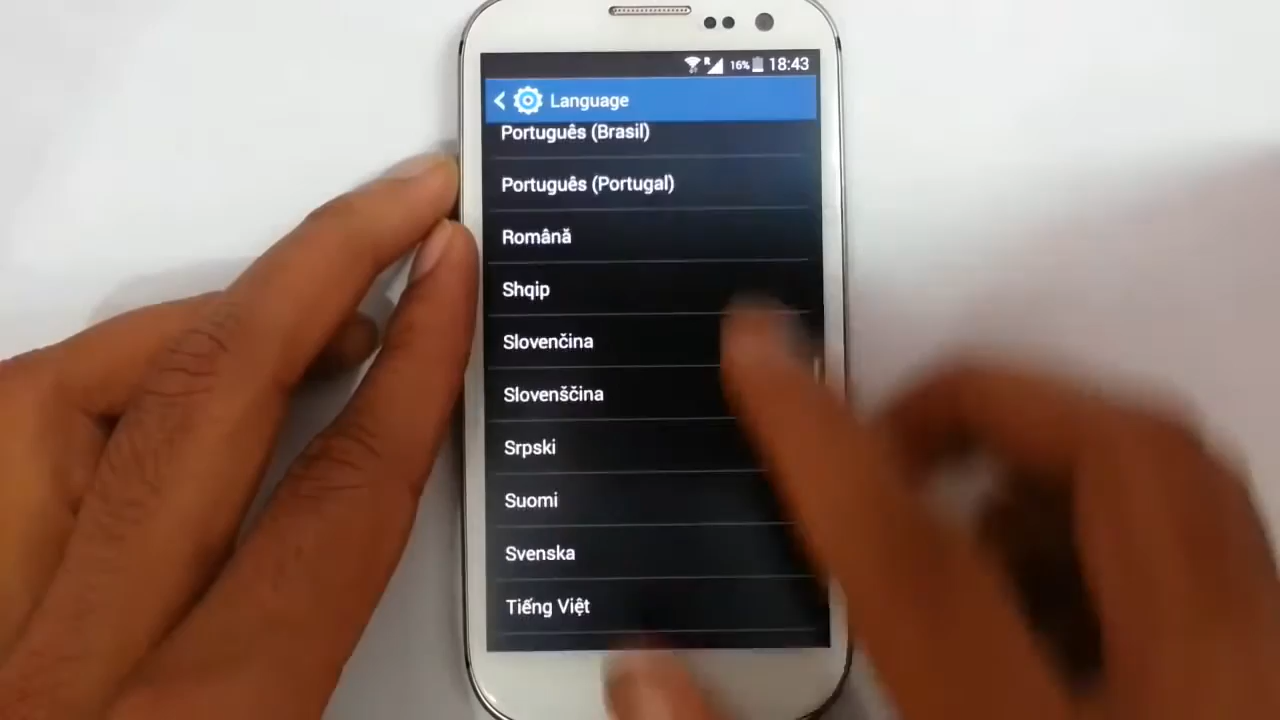 R 16% 18:43
Language
Português (Brasil)
Português (Portugal)
Română
Shqip
Slovenčina
Slovenščina
Srpski
Suomi
Svenska
Tiếng Việt